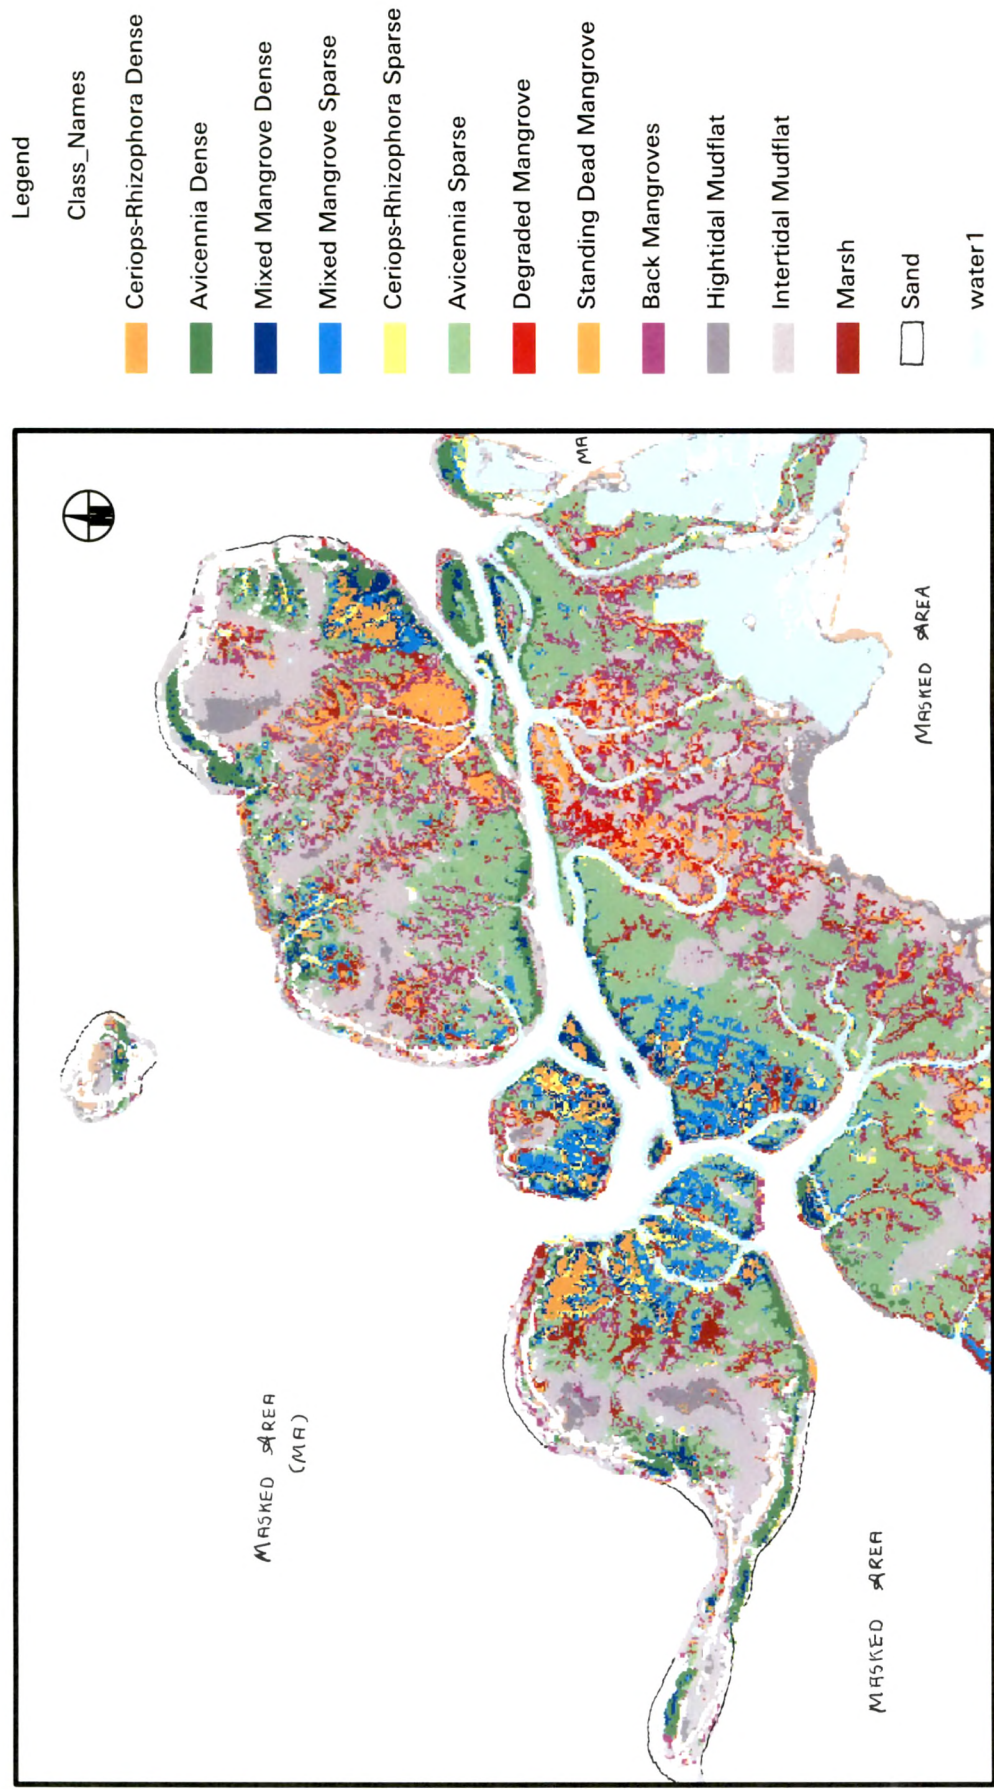 Legend
Class_Names
Ceriops-Rhizophora Dense
Avicennia Dense
Mixed Mangrove Dense
Mixed Mangrove Sparse
Ceriops-Rhizophora Sparse
Avicennia Sparse
Degraded Mangrove
Standing Dead Mangrove
Back Mangroves
Hightidal Mudflat
Intertidal Mudflat
Marsh
Sand
water1
MASKED AREA
(MA)
MASKED AREA
MASKED AREA
MA